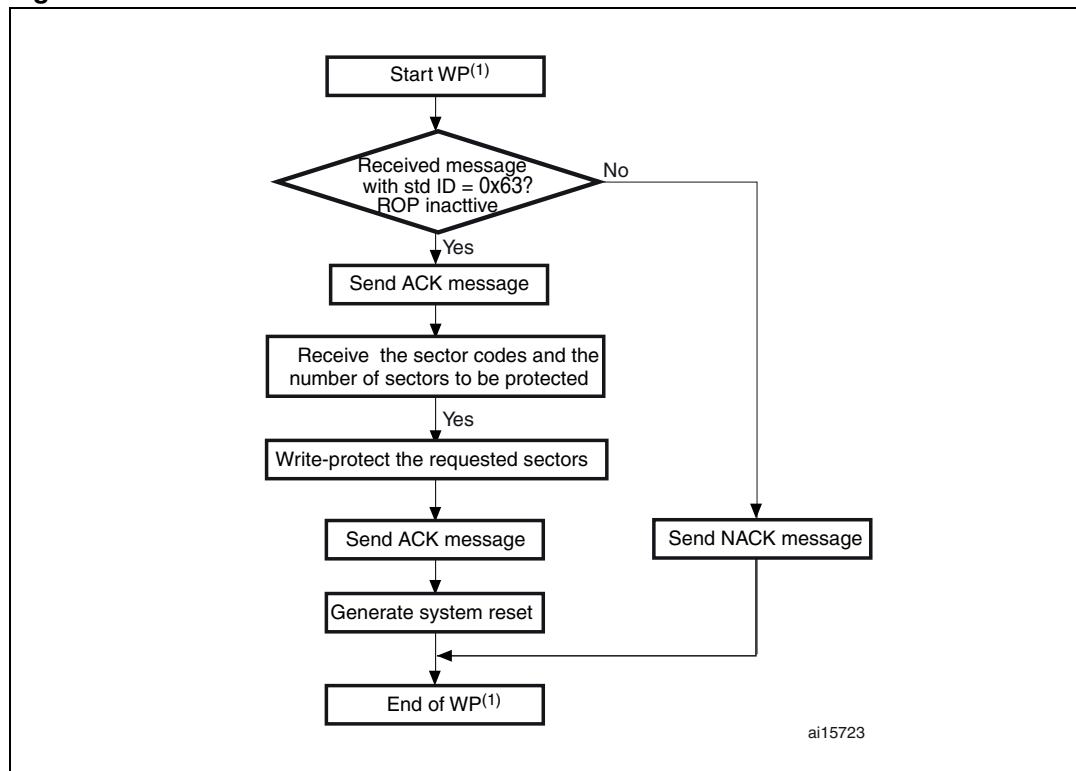 Start WP(1)
Received message
with std ID = 0x63?
ROP inacttive
No
Yes
Send ACK message
Receive the sector codes and the
number of sectors to be protected
Yes
Write-protect the requested sectors
Send ACK message
Send NACK message
Generate system reset
End of WP(1)
ai15723